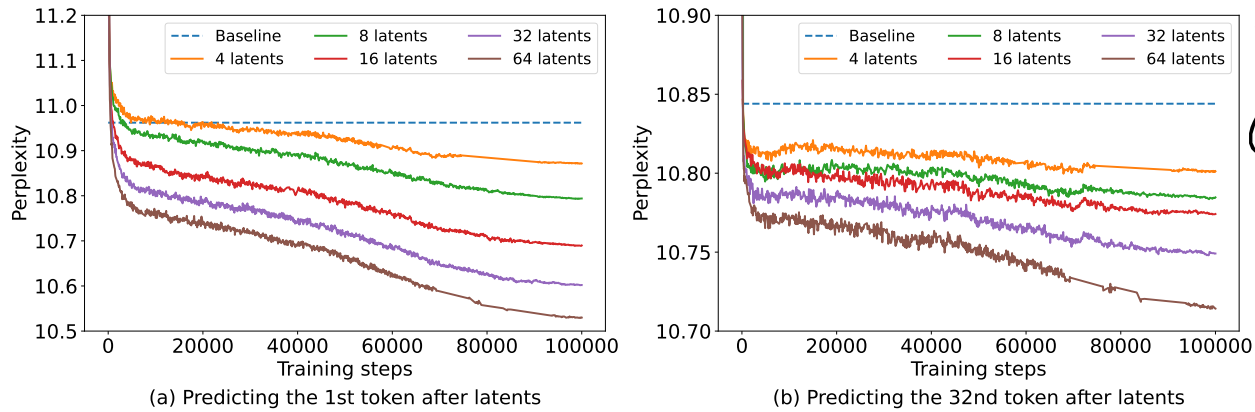 11.2
11.1
11.0
10.9
10.8
10.7
10.6
10.5
Perplexity
Baseline
4 latents
8 latents
16 latents
32 latents
64 latents
0 20000 40000 60000 80000 100000
Training steps
(a) Predicting the 1st token after latents
10.90
10.85
10.80
10.75
10.70
Perplexity
Baseline
4 latents
8 latents
16 latents
32 latents
64 latents
0 20000 40000 60000 80000 100000
Training steps
(b) Predicting the 32nd token after latents